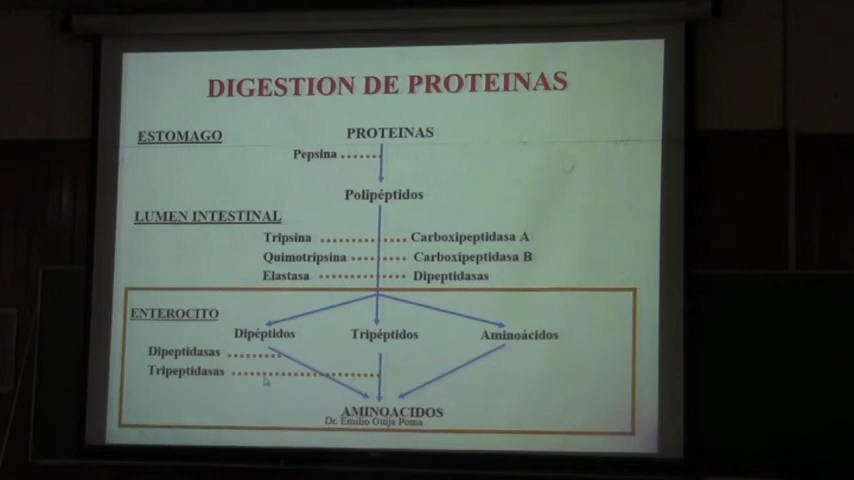 DIGESTION DE PROTEINAS
ESTOMAGO
PROTEINAS
Pepsina
Polipéptidos
LUMEN INTESTINAL
Tripsina
Carboxipeptidasa A
Quimotripsina
Carboxipeptidasa B
Elastasa
Dipeptidasas
ENTEROCITO
Dipéptidos
Tripéptidos
Aminoácidos
Dipeptidasas
Tripeptidasas
AMINOACIDOS
Dr. Emilio Guija Poma